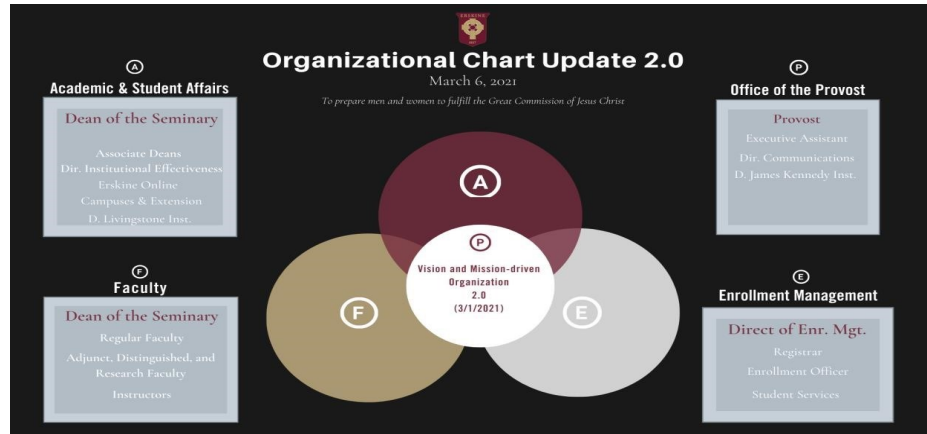 ERSKINE
Organizational Chart Update 2.0
March 6, 2021
To prepare men and women to fulfill the Great Commission of Jesus Christ
A
Academic & Student Affairs
Dean of the Seminary
Associate Deans
Dir. Institutional Effectiveness
Erskine Online
Campuses & Extension
D. Livingstone Inst.
F
Faculty
Dean of the Seminary
Regular Faculty
Adjunct, Distinguished, and
Research Faculty
Instructors
A
P
Vision and Mission-driven
Organization
2.0
(3/1/2021)
F
E
P
Office of the Provost
Provost
Executive Assistant
Dir. Communications
D. James Kennedy Inst.
E
Enrollment Management
Direct of Enr. Mgt.
Registrar
Enrollment Officer
Student Services